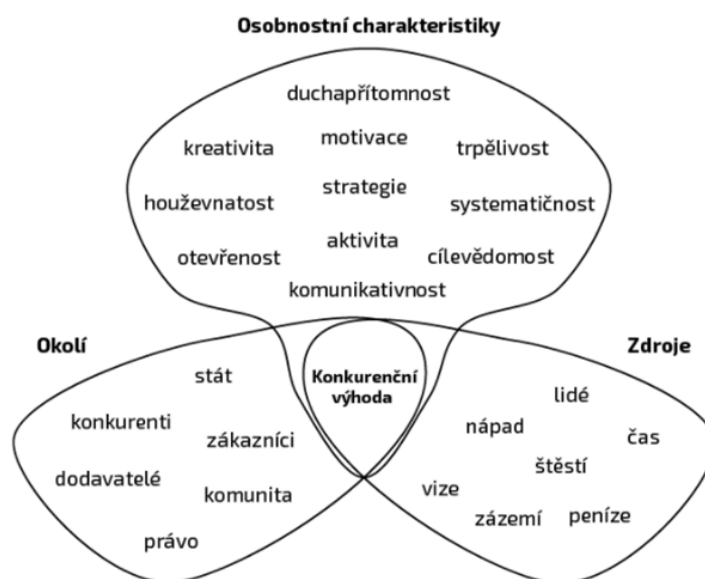 Osobnostní charakteristiky
duchapřítomnost
motivace
kreativita
trpělivost
strategie
houževnatost
systematičnost
aktivita
otevřenost
cílevědomost
komunikativnost
Okolí
Zdroje
Konkurenční
výhoda
stát
konkurenti
zákazníci
dodavatelé
komunita
právo
lidé
nápad
čas
štěstí
vize
zázemí
peníze